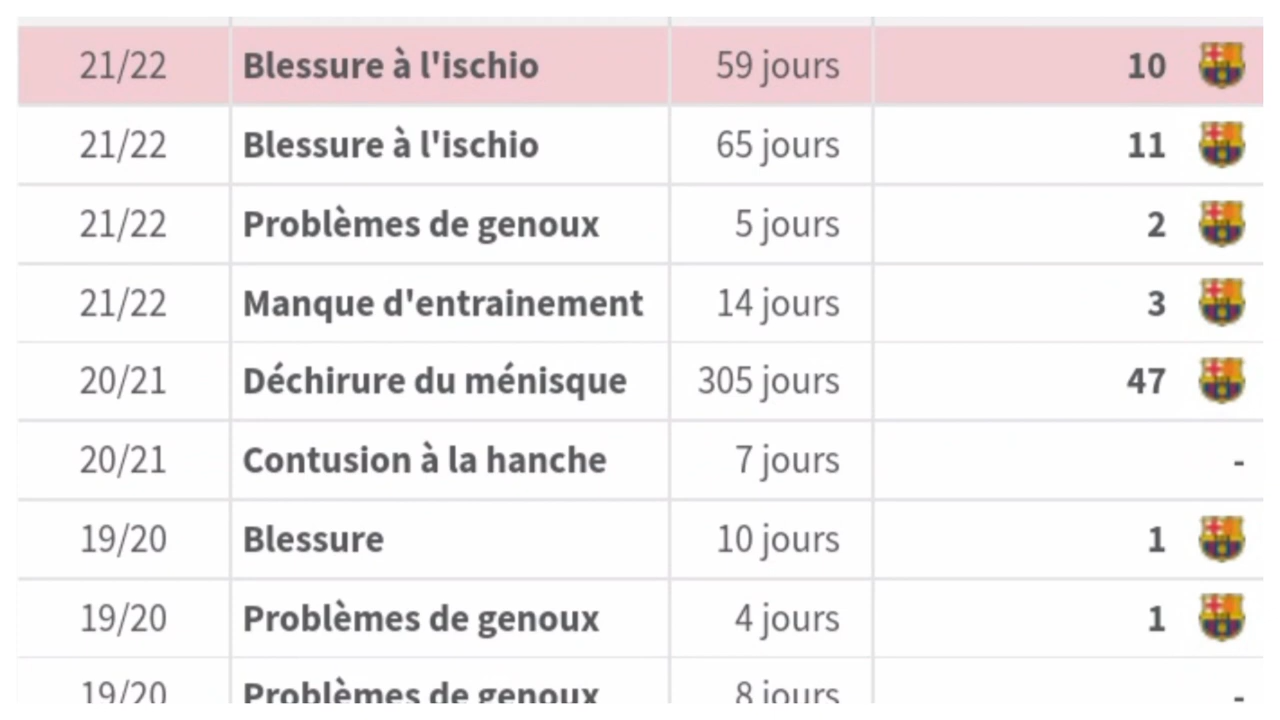 21/22 Blessure à l'ischio 59 jours 10
21/22 Blessure à l'ischio 65 jours 11
21/22 Problèmes de genoux 5 jours 2
21/22 Manque d'entrainement 14 jours 3
20/21 Déchirure du ménisque 305 jours 47
20/21 Contusion à la hanche 7 jours -
19/20 Blessure 10 jours 1
19/20 Problèmes de genoux 4 jours 1
19/20 Problèmes de genoux 8 jours -